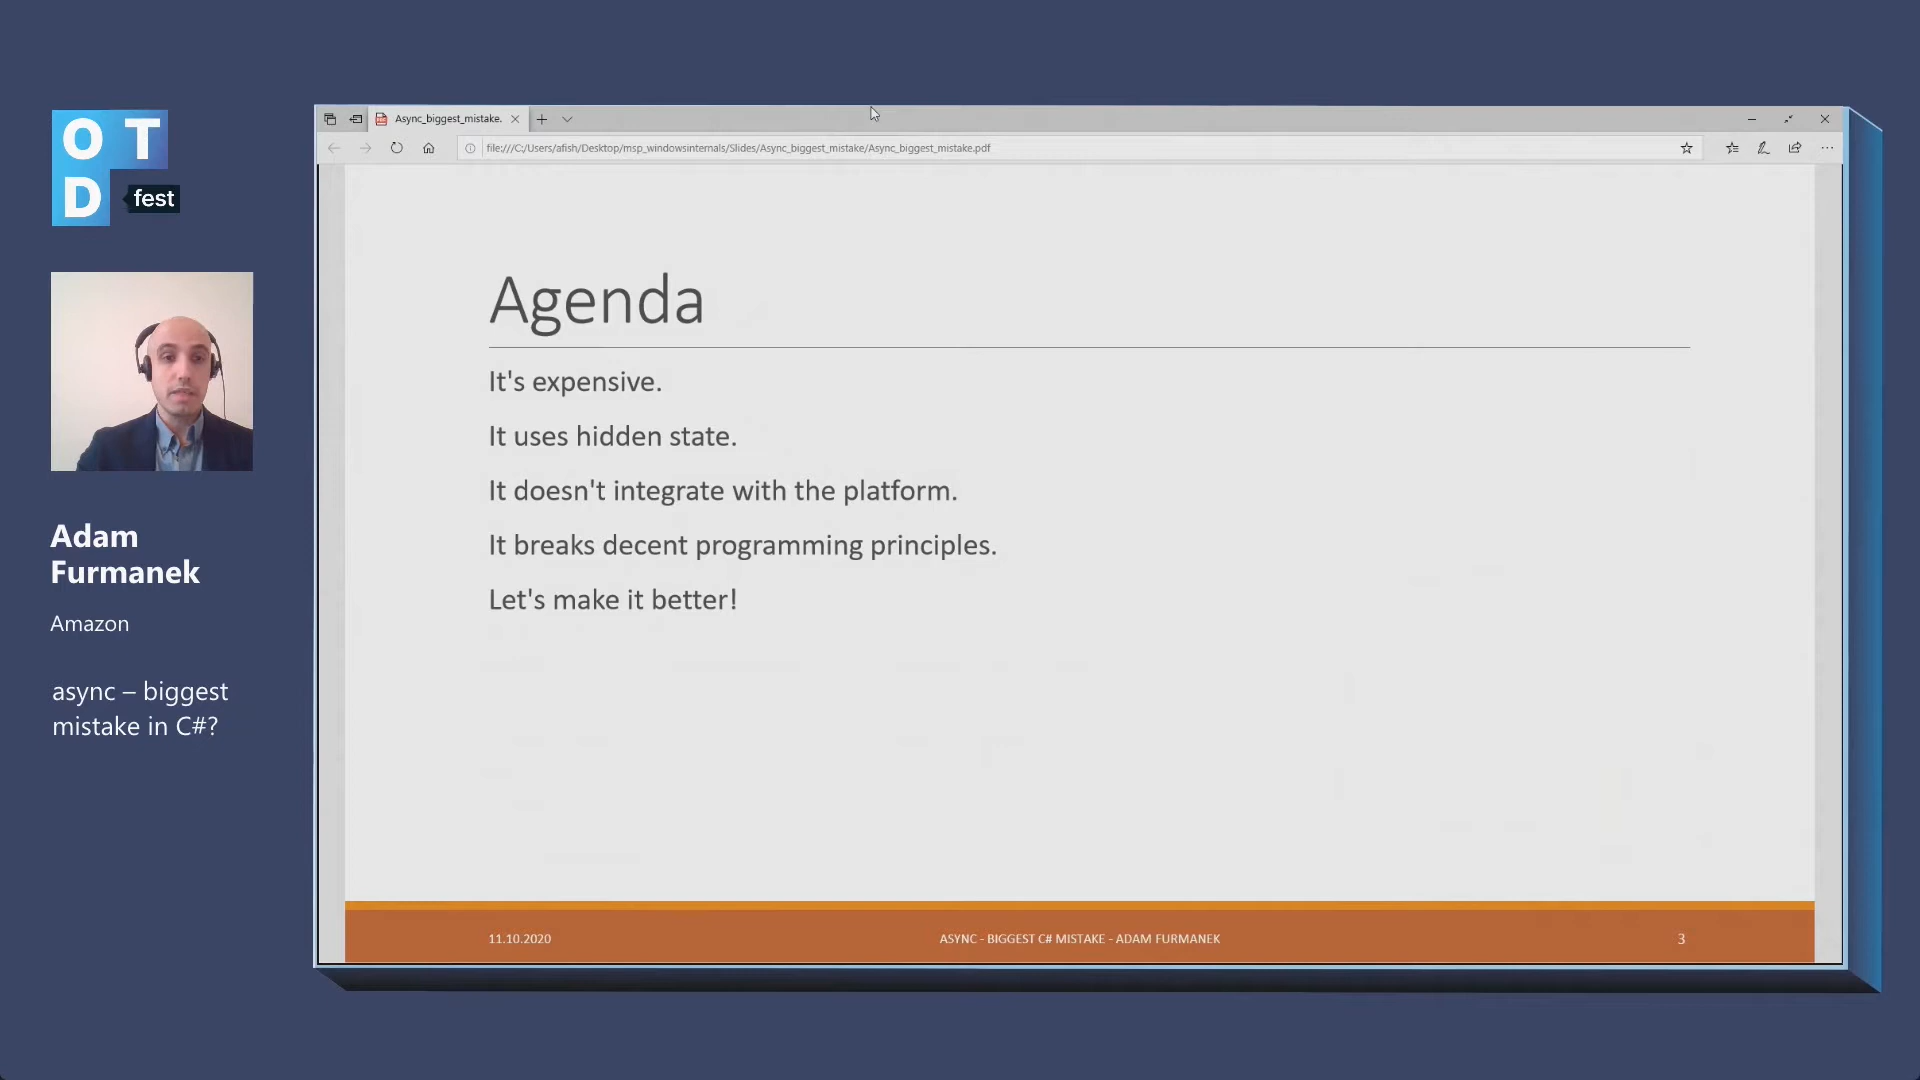 O T
D fest
Adam
Furmanek
Amazon
async – biggest
mistake in C#?
Async_biggest_mistake.
file:///C:/Users/afish/Desktop/msp_windowsinternals/Slides/Async_biggest_mistake/Async_biggest_mistake.pdf
Agenda
It's expensive.
It uses hidden state.
It doesn't integrate with the platform.
It breaks decent programming principles.
Let's make it better!
11.10.2020
ASYNC - BIGGEST C# MISTAKE - ADAM FURMANEK
3